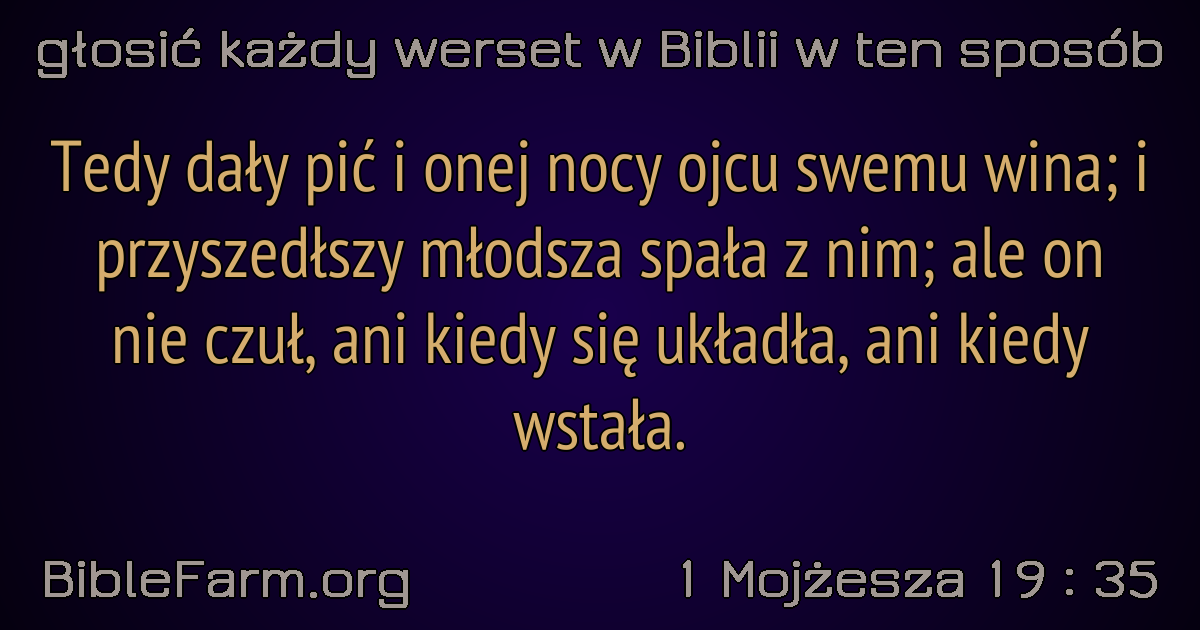 głosić każdy werset w Biblii w ten sposób
Tedy dały pić i onej nocy ojcu swemu wina; i
przyszedłszy młodsza spała z nim; ale on
nie czuł, ani kiedy się układła, ani kiedy
wstała.
BibleFarm.org
1 Mojżesza 19 : 35